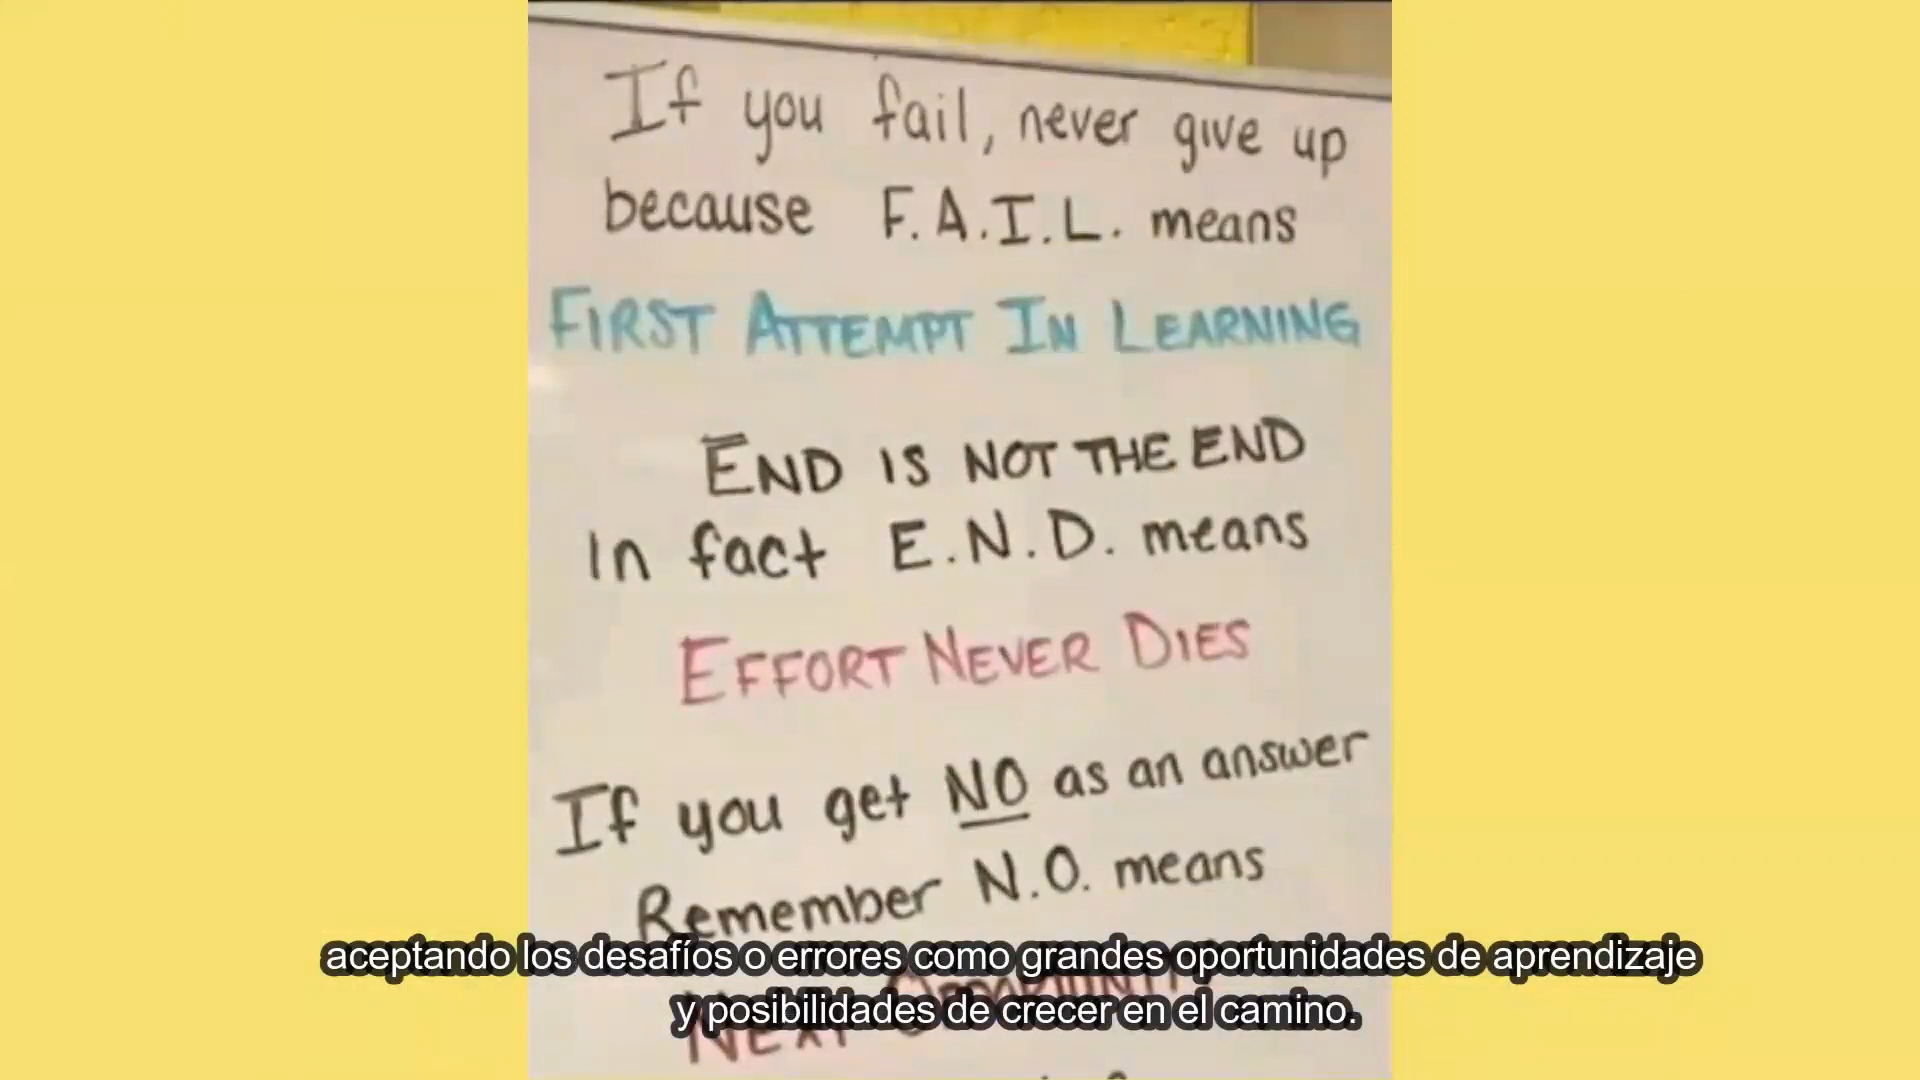 If you fail, never give up
because F.A.I.L. means
FIRST ATTEMPT IN LEARNING
END IS NOT THE END
In fact E.N.D. means
EFFORT NEVER DIES
If you get NO as an answer
Remember N.O. means
NEXT OPPORTUNITY
aceptando los desafíos o errores como grandes oportunidades de aprendizaje
y posibilidades de crecer en el camino.